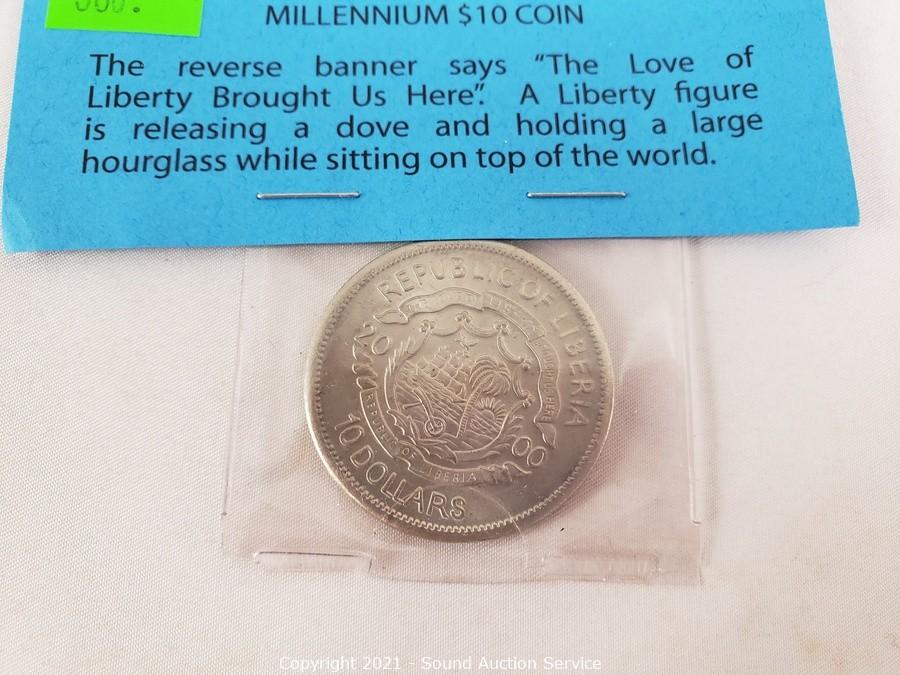 MILLENNIUM $10 COIN
The reverse banner says “The Love of
Liberty Brought Us Here”. A Liberty figure
is releasing a dove and holding a large
hourglass while sitting on top of the world.
REPUBLIC OF LIBERIA
20
00
REPUBLIC OF LIBERIA
10 DOLLARS
Copyright 2021 - Sound Auction Service